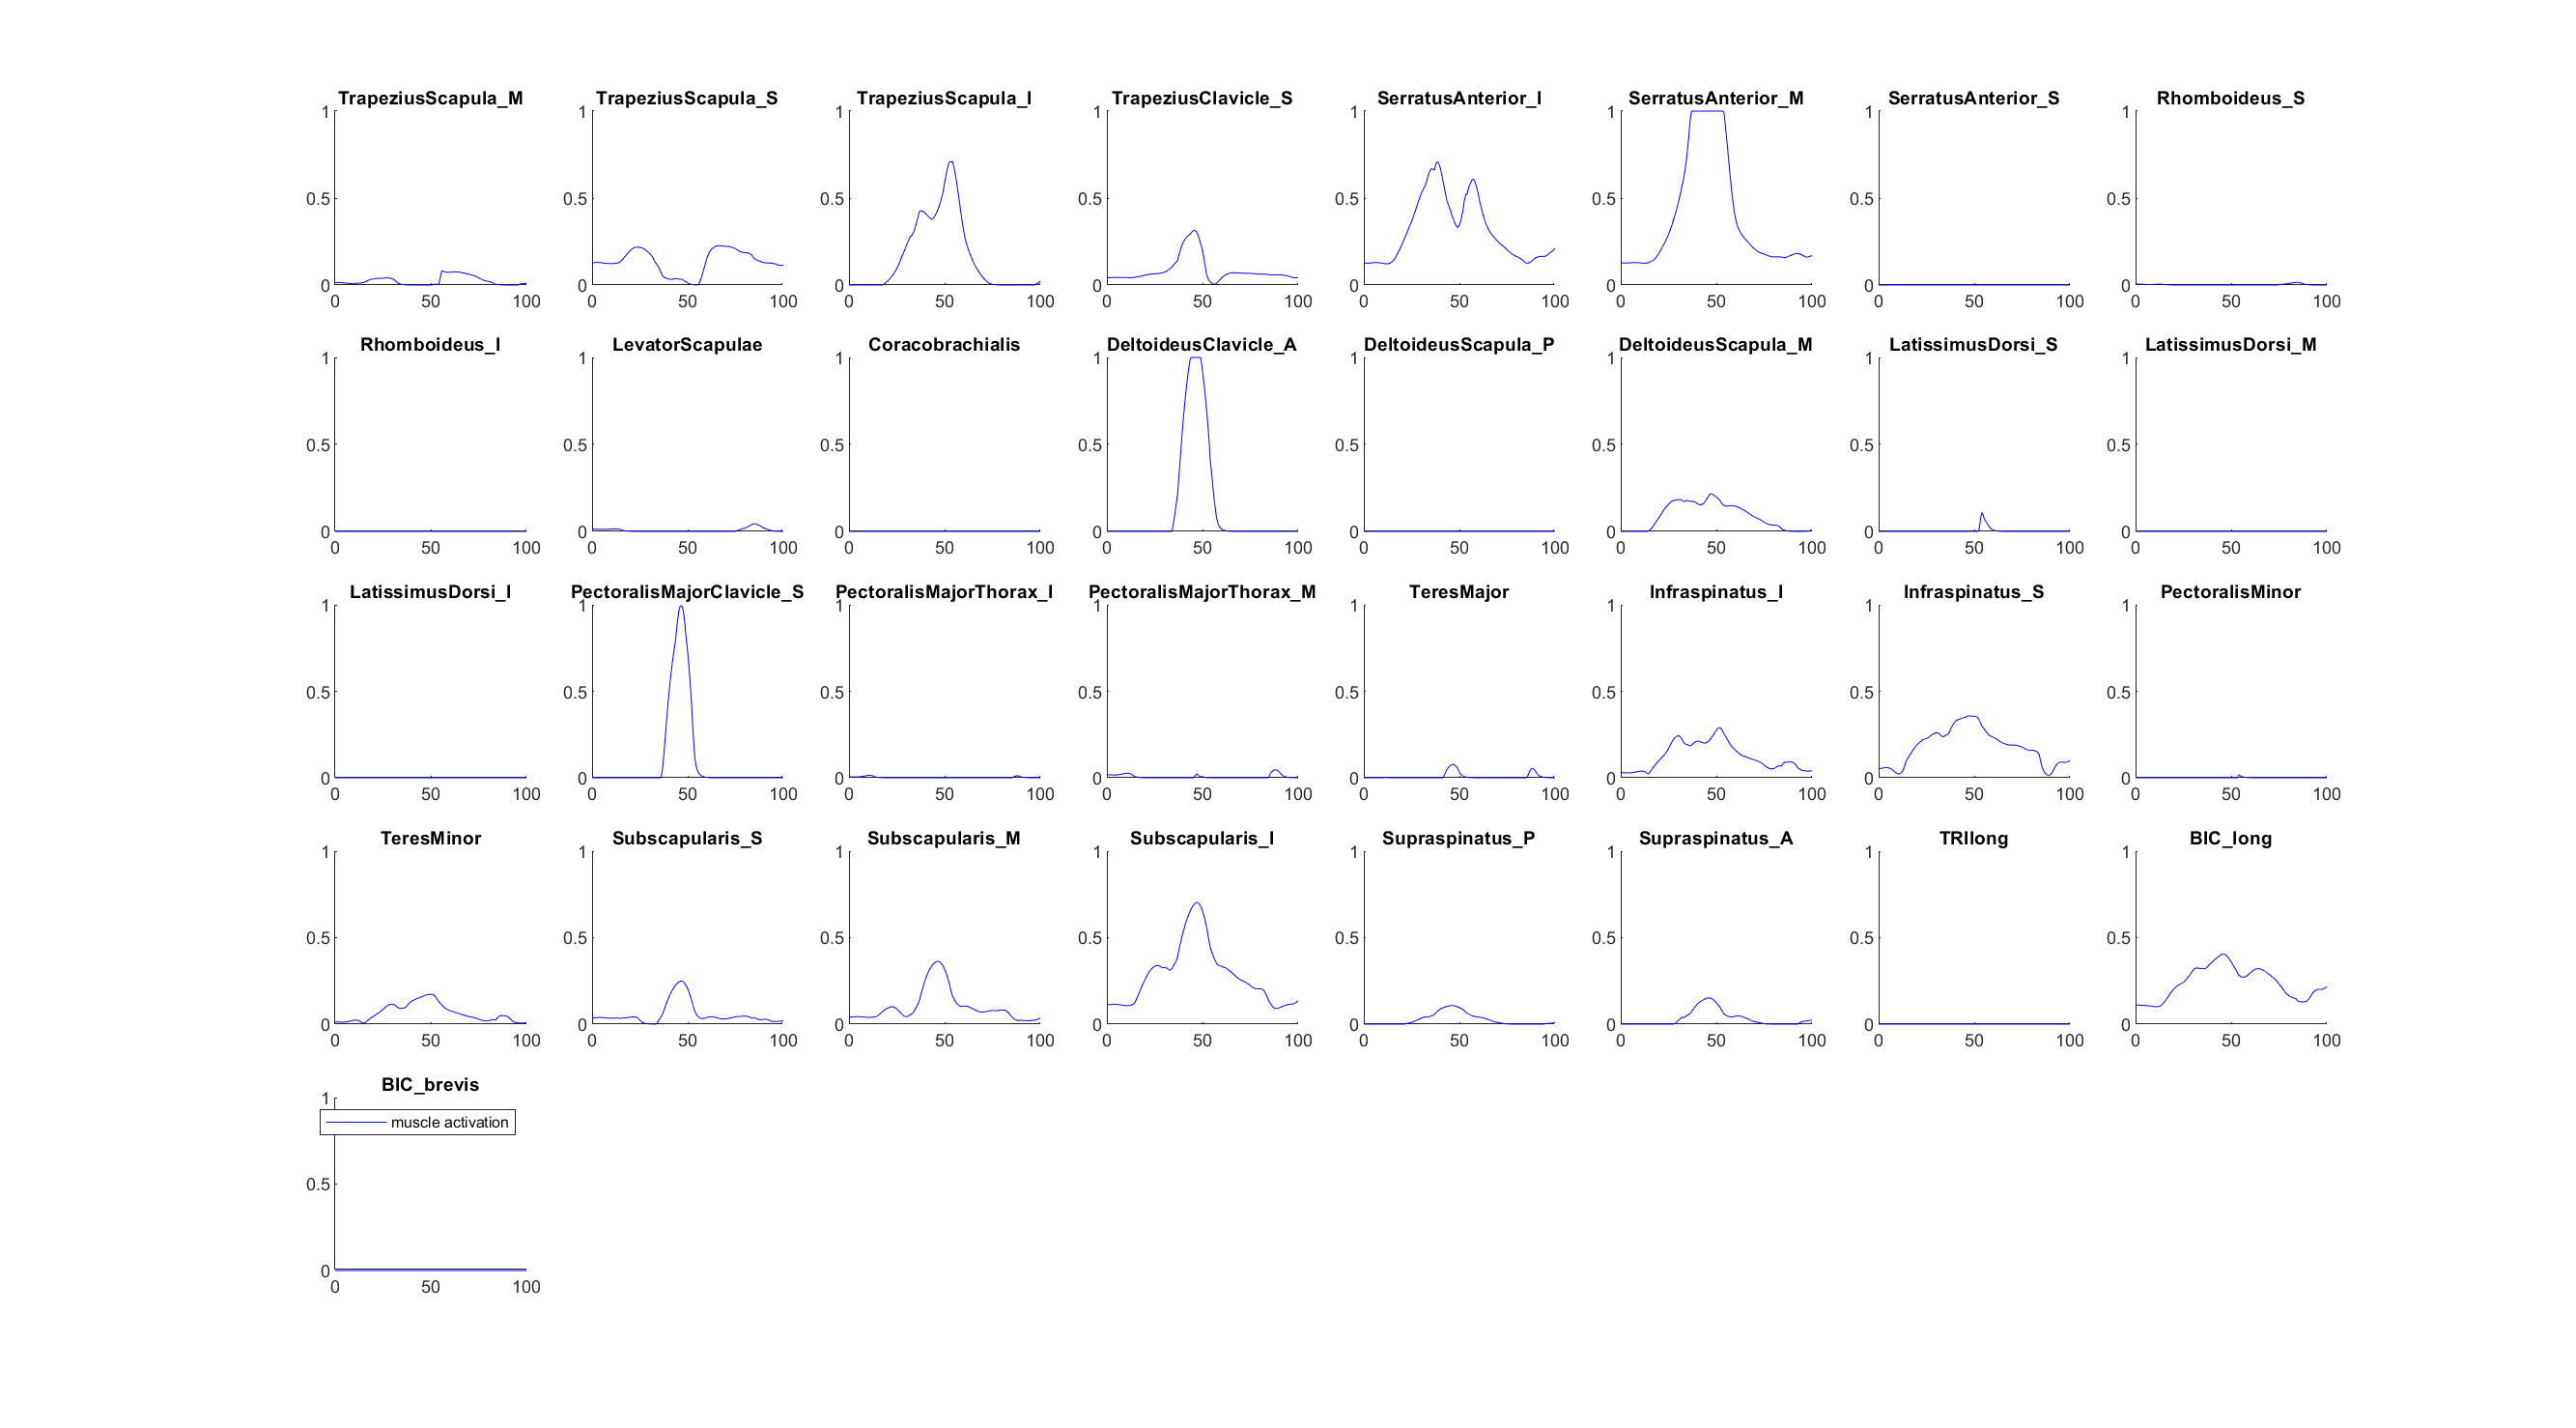 TrapeziusScapula_M TrapeziusScapula_S TrapeziusScapula_I TrapeziusClavicle_S SerratusAnterior_I SerratusAnterior_M SerratusAnterior_S Rhomboideus_S
1 1 1 1 1 1 1 1
0.5 0.5 0.5 0.5 0.5 0.5 0.5 0.5
0 0 0 0 0 0 0 0
0 50 100 0 50 100 0 50 100 0 50 100 0 50 100 0 50 100 0 50 100 0 50 100
Rhomboideus_I LevatorScapulae Coracobrachialis DeltoideusClavicle_A DeltoideusScapula_P DeltoideusScapula_M LatissimusDorsi_S LatissimusDorsi_M
1 1 1 1 1 1 1 1
0.5 0.5 0.5 0.5 0.5 0.5 0.5 0.5
0 0 0 0 0 0 0 0
0 50 100 0 50 100 0 50 100 0 50 100 0 50 100 0 50 100 0 50 100 0 50 100
LatissimusDorsi_I PectoralisMajorClavicle_S PectoralisMajorThorax_I PectoralisMajorThorax_M TeresMajor Infraspinatus_I Infraspinatus_S PectoralisMinor
1 1 1 1 1 1 1 1
0.5 0.5 0.5 0.5 0.5 0.5 0.5 0.5
0 0 0 0 0 0 0 0
0 50 100 0 50 100 0 50 100 0 50 100 0 50 100 0 50 100 0 50 100 0 50 100
TeresMinor Subscapularis_S Subscapularis_M Subscapularis_I Supraspinatus_P Supraspinatus_A TRIlong BIC_long
1 1 1 1 1 1 1 1
0.5 0.5 0.5 0.5 0.5 0.5 0.5 0.5
0 0 0 0 0 0 0 0
0 50 100 0 50 100 0 50 100 0 50 100 0 50 100 0 50 100 0 50 100 0 50 100
BIC_brevis
1
muscle activation
0.5
0
0 50 100